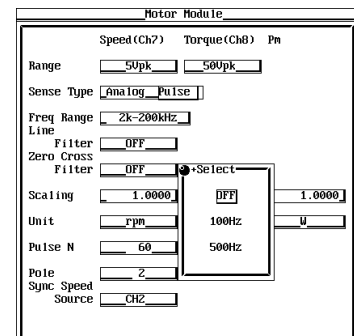 Motor Module
Speed(Ch7) Torque(Ch8) Pm
Range 5Vpk 50Vpk
Sense Type Analog Pulse
Freq Range 2k-200kHz
Line
Filter OFF
Zero Cross
Filter OFF
+Select
OFF
100Hz
500Hz
Scaling 1.0000 1.0000
Unit rpm W
Pulse N 60
Pole 2
Sync Speed
Source CH2